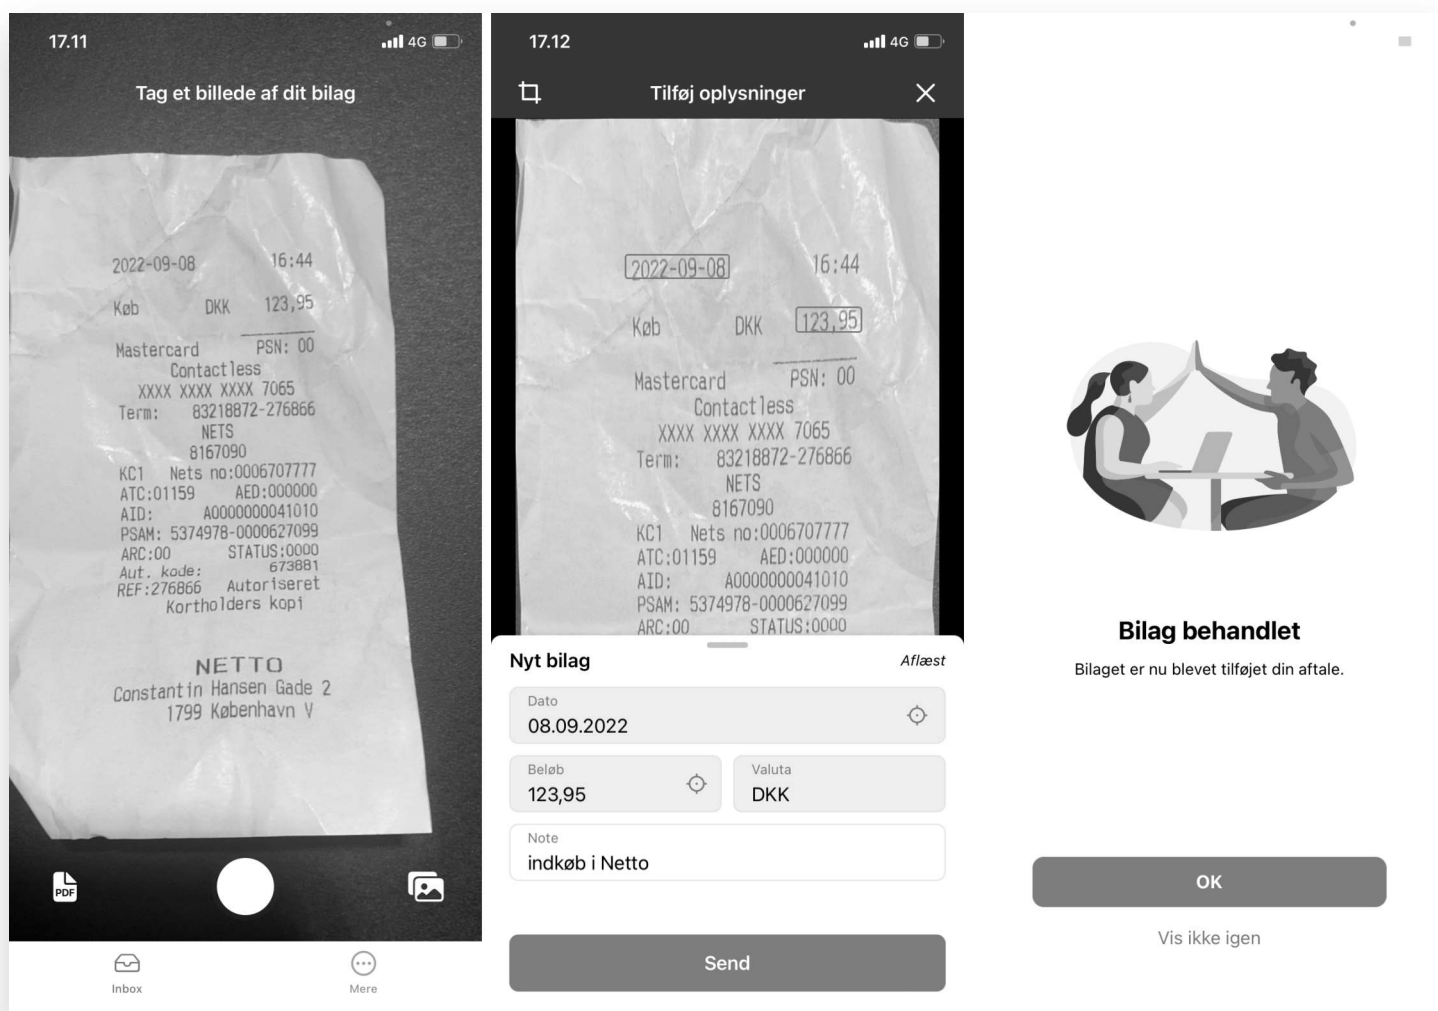 17.11
4G
Tag et billede af dit bilag
2022-09-08 16:44
Køb DKK 123,95
Mastercard PSN: 00
Contactless
XXXX XXXX XXXX 7065
Term: 83218872-276866
NETS
8167090
KC1 Nets no:0006707777
ATC:01159 AED:000000
AID: A0000000041010
PSAM: 5374978-0000627099
ARC:00 STATUS:0000
Aut. kode: 673881
REF:276866 Autoriseret
Kortholders kopi
NETTO
Constantin Hansen Gade 2
1799 København V
PDF
Inbox
Mere
17.12
4G
Tilføj oplysninger
2022-09-08 16:44
Køb DKK 123,95
Mastercard PSN: 00
Contactless
XXXX XXXX XXXX 7065
Term: 83218872-276866
NETS
8167090
KC1 Nets no:0006707777
ATC:01159 AED:000000
AID: A0000000041010
PSAM: 5374978-0000627099
ARC:00 STATUS:0000
Nyt bilag
Aflæst
Dato
08.09.2022
Beløb
123,95
Valuta
DKK
Note
indkøb i Netto
Send
Bilag behandlet
Bilaget er nu blevet tilføjet din aftale.
OK
Vis ikke igen